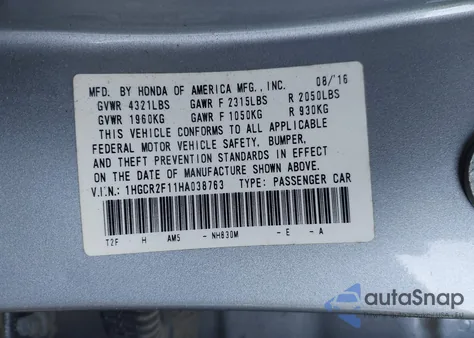 MFD. BY HONDA OF AMERICA MFG., INC. 08/'16
GVWR 4321LBS GAWR F 2315LBS R 2050LBS
GVWR 1960KG GAWR F 1050KG R 930KG
THIS VEHICLE CONFORMS TO ALL APPLICABLE
FEDERAL MOTOR VEHICLE SAFETY, BUMPER,
AND THEFT PREVENTION STANDARDS IN EFFECT
ON THE DATE OF MANUFACTURE SHOWN ABOVE.
V.I.N.: 1HGCR2F11HA038763 TYPE: PASSENGER CAR
T2F H AM5 - NH830M - E - A
autoSnap